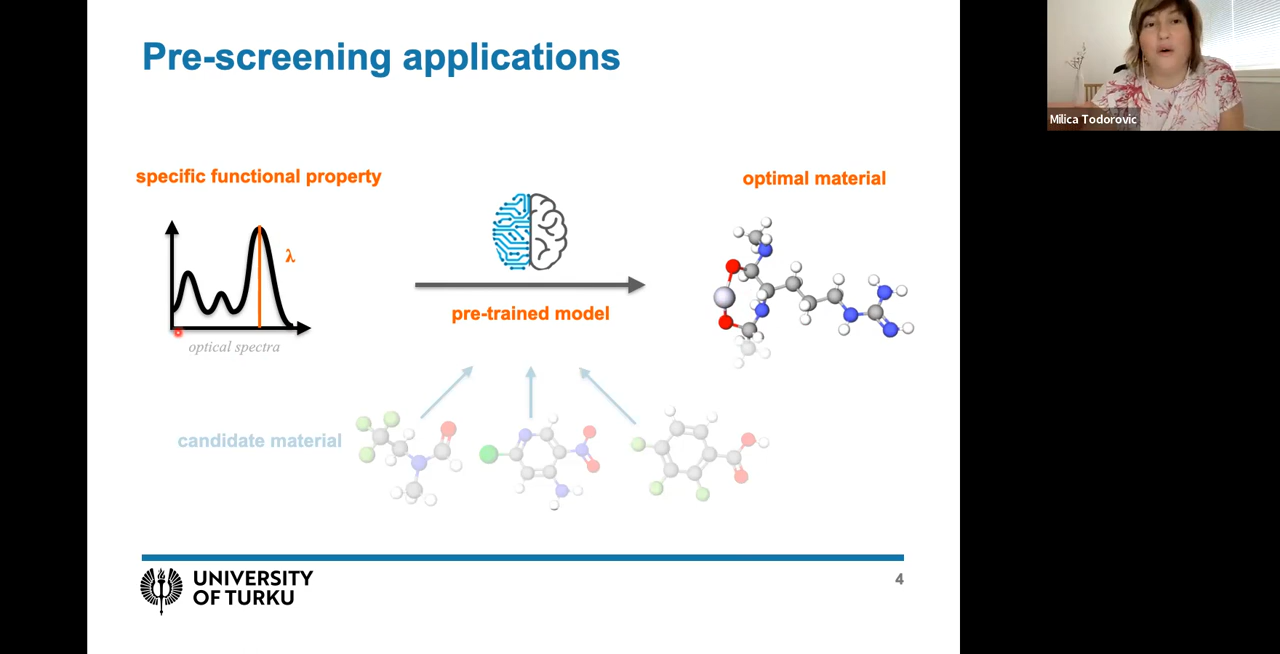 Pre-screening applications
Milica Todorovic
specific functional property
optimal material
λ
pre-trained model
optical spectra
candidate material
UNIVERSITY
OF TURKU
4